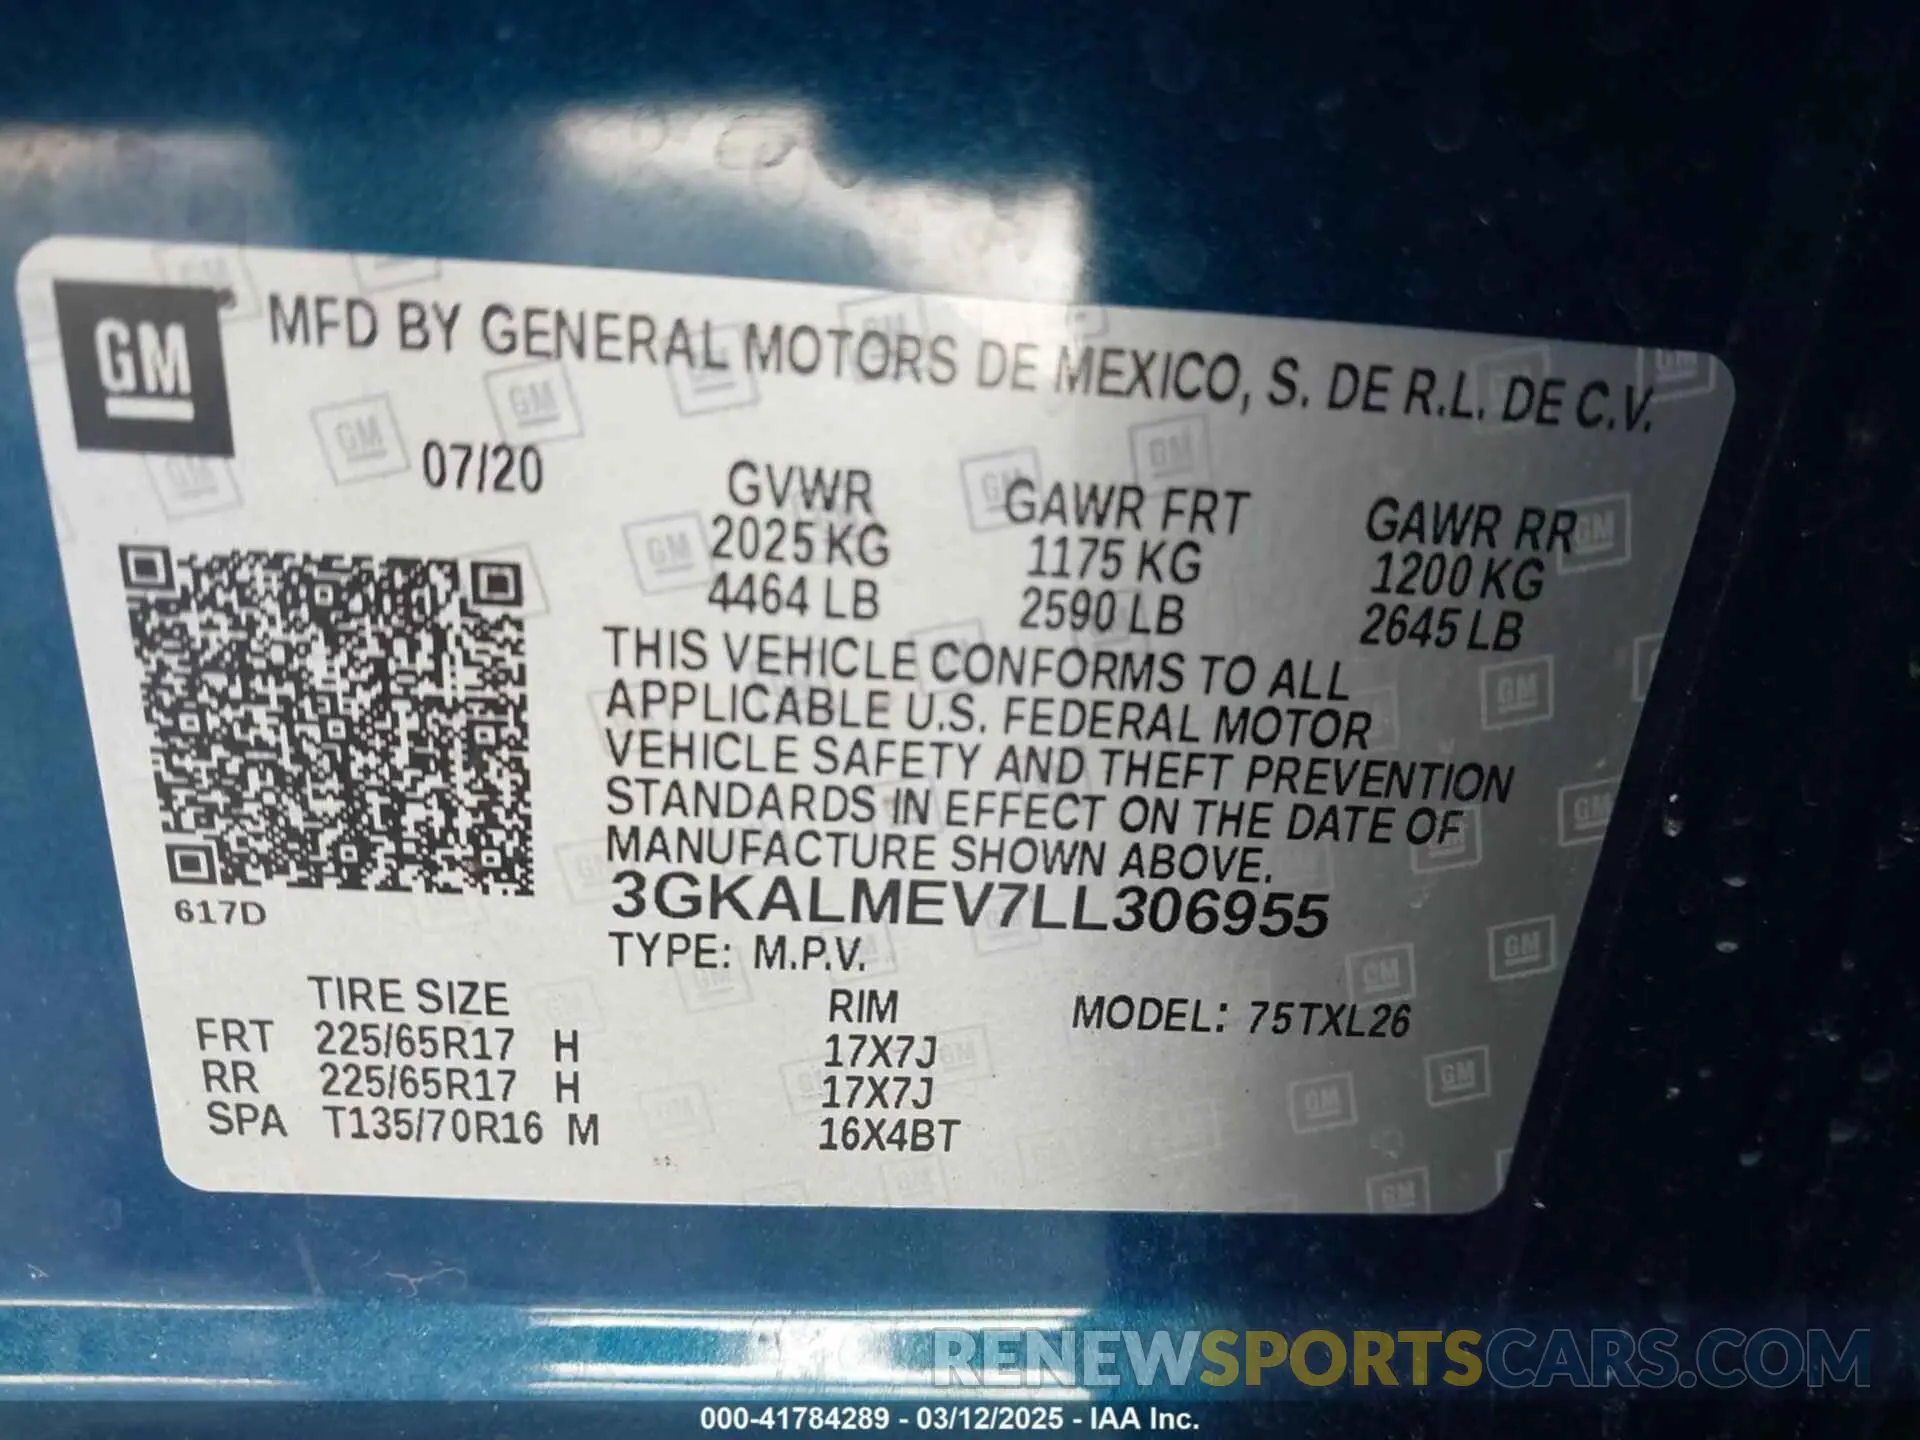 GM
MFD BY GENERAL MOTORS DE MEXICO, S. DE R.L. DE C.V.
07/20
GVWR GAWR FRT GAWR RR
2025 KG 1175 KG 1200 KG
4464 LB 2590 LB 2645 LB
THIS VEHICLE CONFORMS TO ALL
APPLICABLE U.S. FEDERAL MOTOR
VEHICLE SAFETY AND THEFT PREVENTION
STANDARDS IN EFFECT ON THE DATE OF
MANUFACTURE SHOWN ABOVE.
3GKALMEV7LL306955
617D
TYPE: M.P.V.
TIRE SIZE RIM MODEL: 75TXL26
FRT 225/65R17 H 17X7J
RR 225/65R17 H 17X7J
SPA T135/70R16 M 16X4BT
RENEWSPORTSCARS.COM
000-41784289 - 03/12/2025 - IAA Inc.